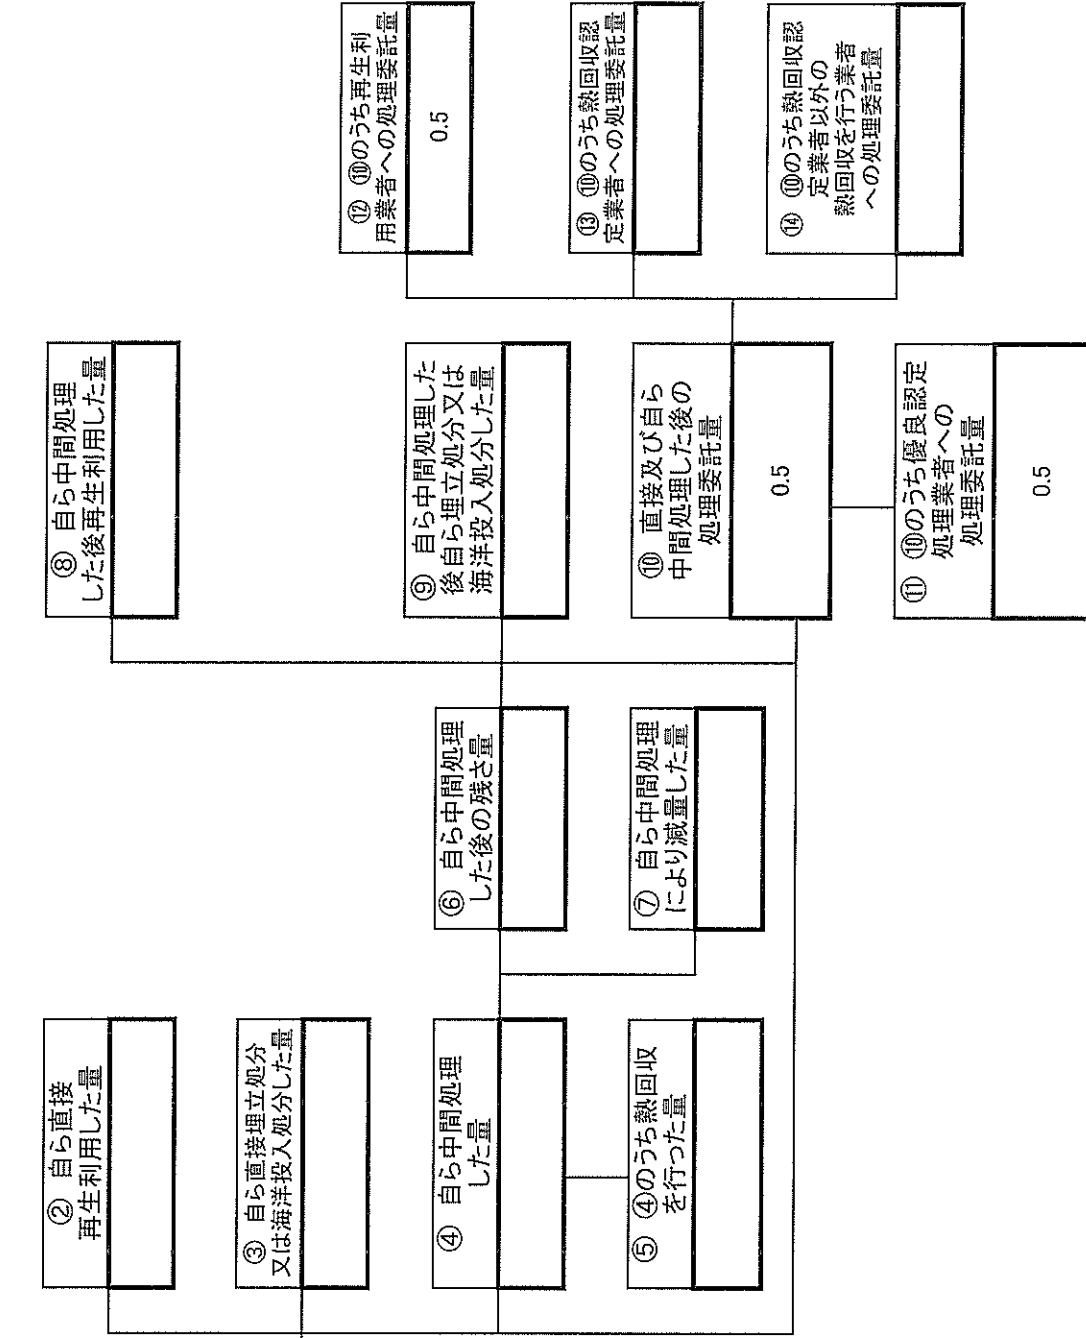 ② 自ら直接
再生利用した量
③ 自ら直接埋立処分
又は海洋投入処分した量
④ 自ら中間処理
した量
⑤ ④のうち熱回収
を行った量
⑥ 自ら中間処理
した後の残さ量
⑦ 自ら中間処理
により減量した量
⑧ 自ら中間処理
した後再生利用した量
⑨ 自ら中間処理した
後自ら埋立処分又は
海洋投入処分した量
⑩ 直接及び自ら
中間処理した後の
処理委託量
0.5
⑪ ⑩のうち優良認定
処理業者への
処理委託量
0.5
⑫ ⑩のうち再生利
用業者への処理委託量
0.5
⑬ ⑩のうち熱回収認
定業者への処理委託量
⑭ ⑩のうち熱回収認
定業者以外の
熱回収を行う業者
への処理委託量